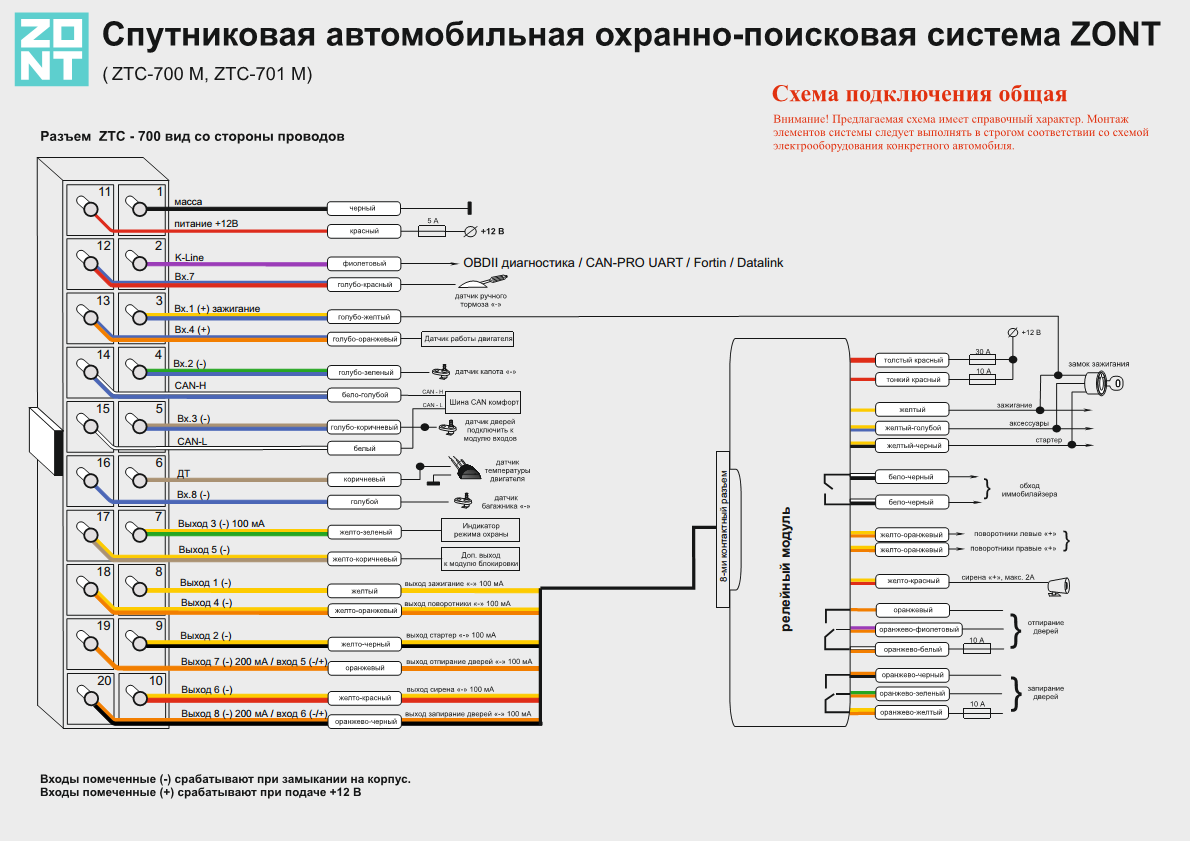 ZONT
Спутниковая автомобильная охранно-поисковая система ZONT
( ZTC-700 M, ZTC-701 M)
Схема подключения общая
Внимание! Предлагаемая схема имеет справочный характер. Монтаж
элементов системы следует выполнять в строгом соответствии со схемой
электрооборудования конкретного автомобиля.
Разъем ZTC - 700 вид со стороны проводов
11
1
масса
черный
питание +12В
красный
5 А
+12 В
12
2
K-Line
фиолетовый
OBDII диагностика / CAN-PRO UART / Fortin / Datalink
Вх.7
голубо-красный
датчик ручного
тормоза «-»
13
3
Вх.1 (+) зажигание
голубо-желтый
Вх.4 (+)
голубо-оранжевый
Датчик работы двигателя
14
4
Вх.2 (-)
голубо-зеленый
датчик капота «-»
CAN-H
бело-голубой
CAN - H
CAN - L
Шина CAN комфорт
15
5
Вх.3 (-)
голубо-коричневый
датчик дверей
подключить к
модулю входов
CAN-L
белый
16
6
ДТ
коричневый
датчик
температуры
двигателя
Вх.8 (-)
голубой
датчик
багажника «-»
17
7
Выход 3 (-) 100 мА
желто-зеленый
Индикатор
режима охраны
Выход 5 (-)
желто-коричневый
Доп. выход
к модулю блокировки
18
8
Выход 1 (-)
желтый
выход зажигание «-» 100 мА
Выход 4 (-)
желто-оранжевый
выход поворотники «-» 100 мА
19
9
Выход 2 (-)
желто-черный
выход стартер «-» 100 мА
Выход 7 (-) 200 мА / вход 5 (-/+)
оранжевый
выход отпирание дверей «-» 100 мА
20
10
Выход 6 (-)
желто-красный
выход сирена «-» 100 мА
Выход 8 (-) 200 мА / вход 6 (-/+)
оранжево-черный
выход запирание дверей «-» 100 мА
8-ми контактный разъем
релейный модуль
+12 В
толстый красный
30 А
тонкий красный
10 А
замок зажигания
желтый
зажигание
желтый-голубой
аксессуары
желтый-черный
стартер
бело-черный
бело-черный
обход
иммобилайзера
желто-оранжевый
поворотники левые «+»
желто-оранжевый
поворотники правые «+»
желто-красный
сирена «+», макс. 2А
оранжевый
оранжево-фиолетовый
оранжево-белый
10 А
отпирание
дверей
оранжево-черный
оранжево-зеленый
оранжево-желтый
10 А
запирание
дверей
Входы помеченные (-) срабатывают при замыкании на корпус.
Входы помеченные (+) срабатывают при подаче +12 В